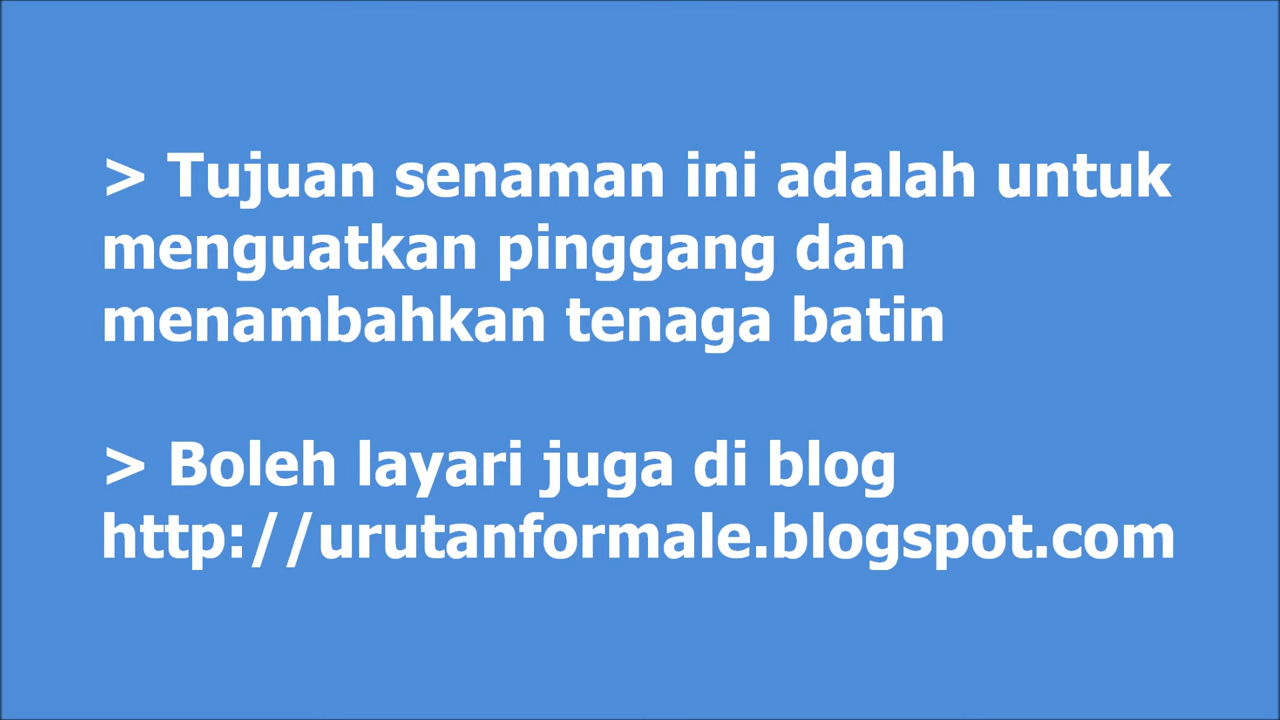 > Tujuan senaman ini adalah untuk
menguatkan pinggang dan
menambahkan tenaga batin
> Boleh layari juga di blog
http://urutanformale.blogspot.com